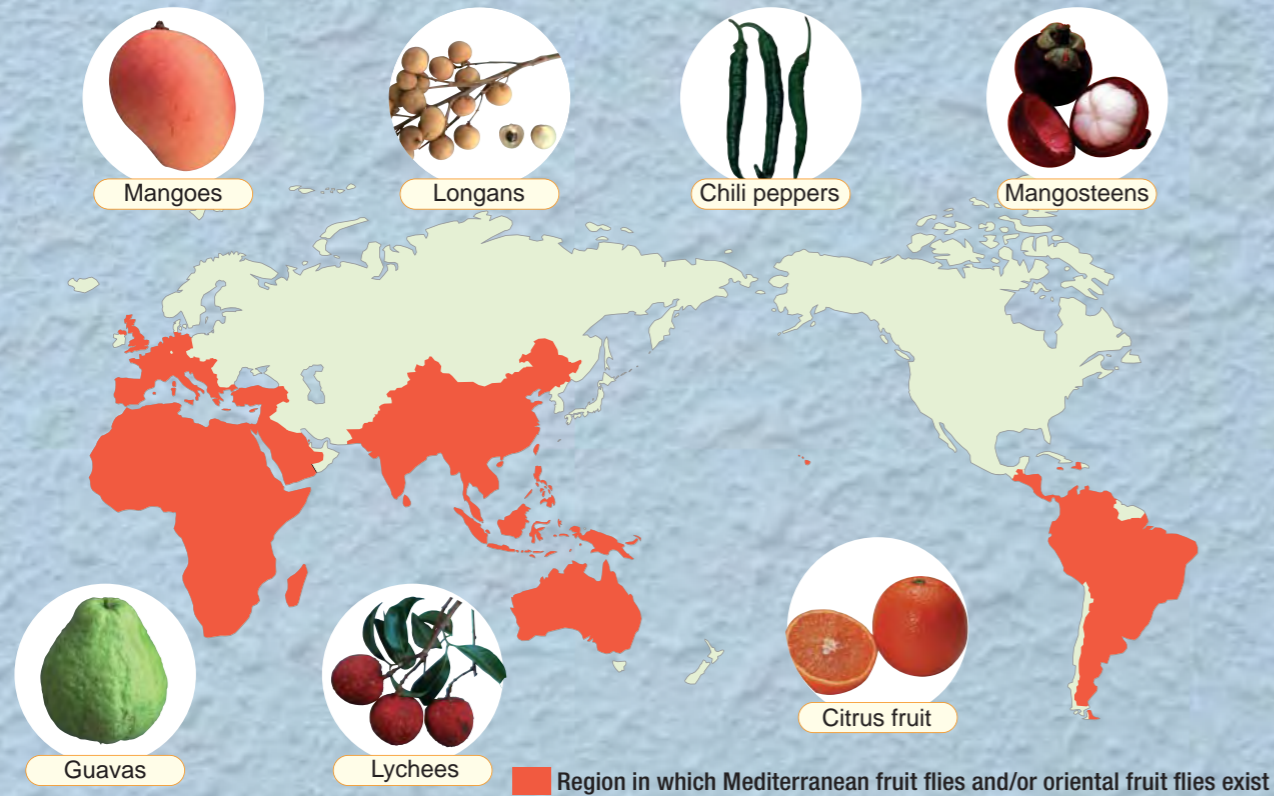 Mangoes
Longans
Chili peppers
Mangosteens
Guavas
Lychees
Citrus fruit
Region in which Mediterranean fruit flies and/or oriental fruit flies exist